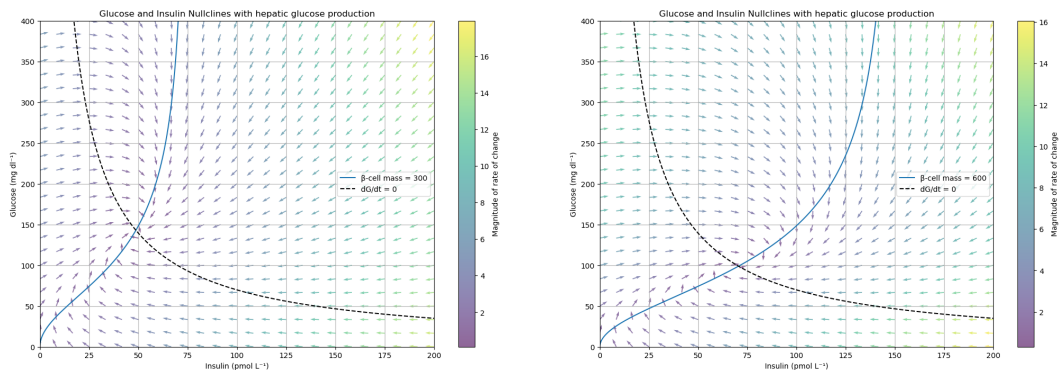 Glucose and Insulin Nullclines with hepatic glucose production
400
350
300
250
200
150
100
50
0
Glucose (mg dl⁻¹)
0 25 50 75 100 125 150 175 200
Insulin (pmol L⁻¹)
β-cell mass = 300
dG/dt = 0
18
16
14
12
10
8
6
4
2
Magnitude of rate of change
Glucose and Insulin Nullclines with hepatic glucose production
400
350
300
250
200
150
100
50
0
Glucose (mg dl⁻¹)
0 25 50 75 100 125 150 175 200
Insulin (pmol L⁻¹)
β-cell mass = 600
dG/dt = 0
16
14
12
10
8
6
4
2
Magnitude of rate of change